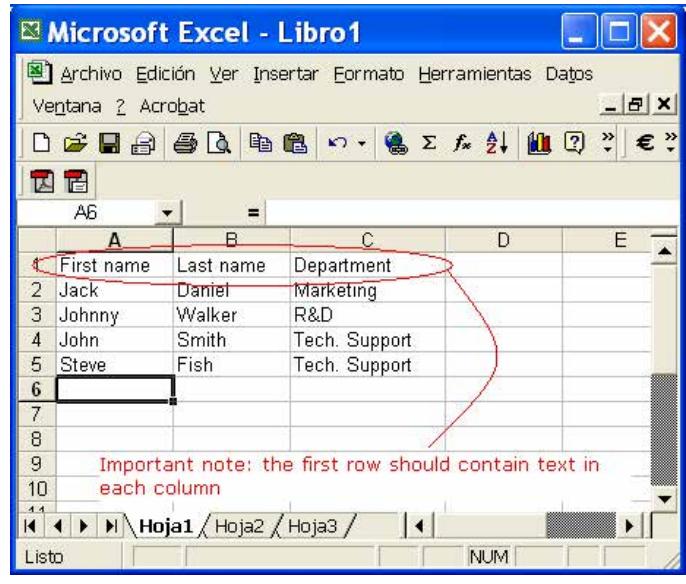 Microsoft Excel - Libro1
Archivo Edición Ver Insertar Formato Herramientas Datos
Ventana ? Acrobat
A6 =
A B C D E
1 First name Last name Department
2 Jack Daniel Marketing
3 Johnny Walker R&D
4 John Smith Tech. Support
5 Steve Fish Tech. Support
6
7
8
9 Important note: the first row should contain text in
10 each column
11
Hoja1 Hoja2 Hoja3
Listo NUM